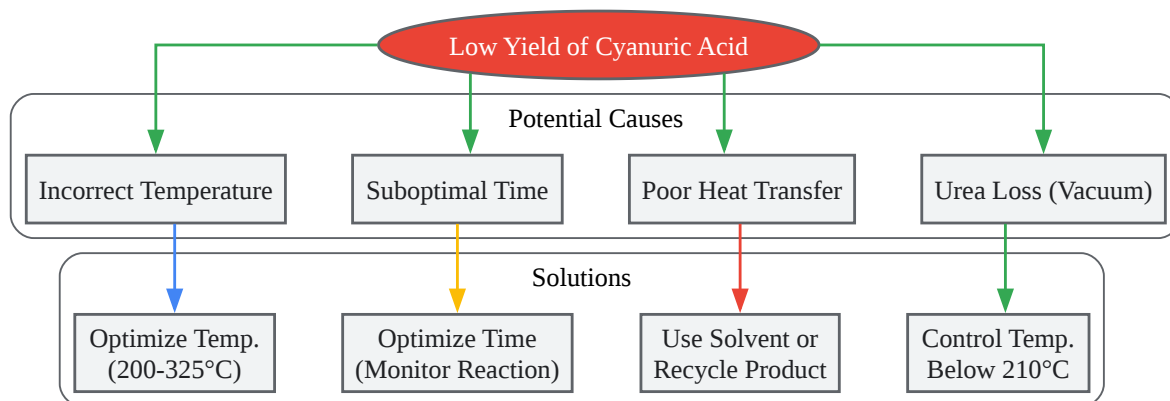 Low Yield of Cyanuric Acid
Potential Causes
Incorrect Temperature
Suboptimal Time
Poor Heat Transfer
Urea Loss (Vacuum)
Solutions
Optimize Temp.
(200-325°C)
Optimize Time
(Monitor Reaction)
Use Solvent or
Recycle Product
Control Temp.
Below 210°C